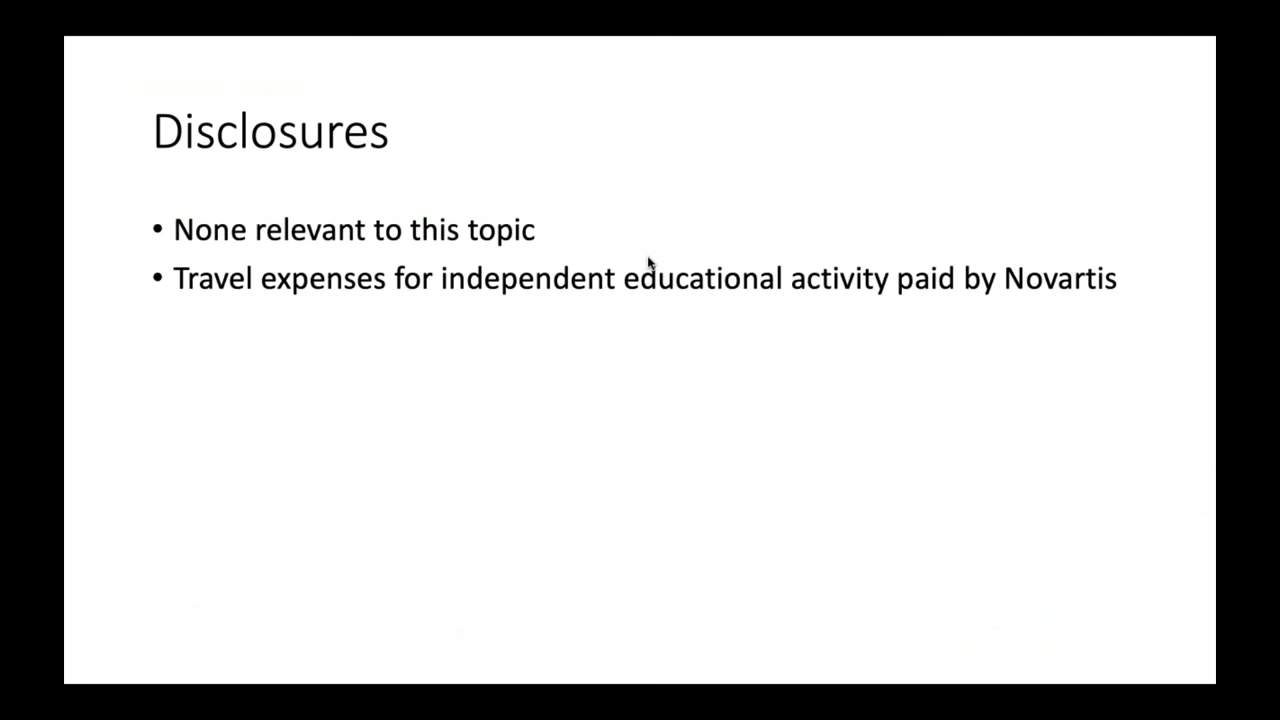 Disclosures
• None relevant to this topic
• Travel expenses for independent educational activity paid by Novartis